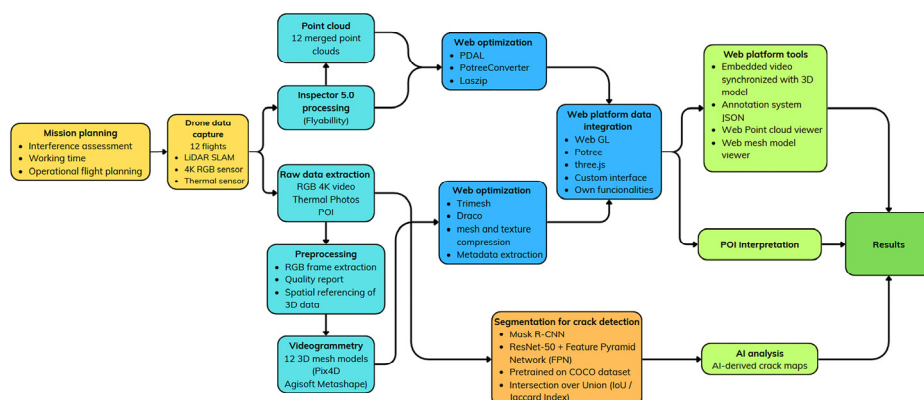 Mission planning
• Interference assessment
• Working time
• Operational flight planning
Drone data
capture
12 flights
• LiDAR SLAM
• 4K RGB sensor
• Thermal sensor
Point cloud
12 merged point
clouds
Inspector 5.0
processing
(Flyabillity)
Raw data extraction
RGB 4K video
Thermal Photos
POI
Preprocessing
• RGB frame extraction
• Quality report
• Spatial referencing of
3D data
Videogrammetry
12 3D mesh models
(Pix4D
Agisoft Metashape)
Web optimization
• PDAL
• PotreeConverter
• Laszip
Web optimization
• Trimesh
• Draco
• mesh and texture
compression
• Metadata extraction
Web platform data
integration
• Web GL
• Potree
• three.js
• Custom interface
• Own funcionalities
Segmentation for crack detection
• Mask R-CNN
• ResNet-50 + Feature Pyramid
Network (FPN)
• Pretrained on COCO dataset
• Intersection over Union (IoU /
Jaccard Index)
Web platform tools
• Embedded video
synchronized with 3D
model
• Annotation system
JSON
• Web Point cloud viewer
• Web mesh model
viewer
POI interpretation
AI analysis
AI-derived crack maps
Results